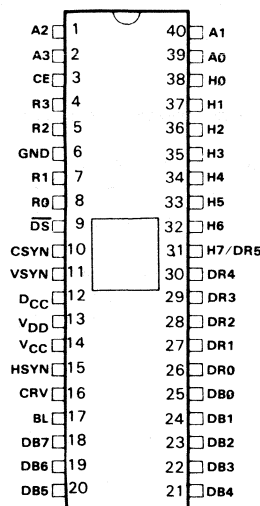 A2 1 40 A1
A3 2 39 A0
CE 3 38 H0
R3 4 37 H1
R2 5 36 H2
GND 6 35 H3
R1 7 34 H4
R0 8 33 H5
D̅S̅ 9 32 H6
CSYN 10 31 H7/DR5
VSYN 11 30 DR4
DCC 12 29 DR3
VDD 13 28 DR2
VCC 14 27 DR1
HSYN 15 26 DR0
CRV 16 25 DB0
BL 17 24 DB1
DB7 18 23 DB2
DB6 19 22 DB3
DB5 20 21 DB4